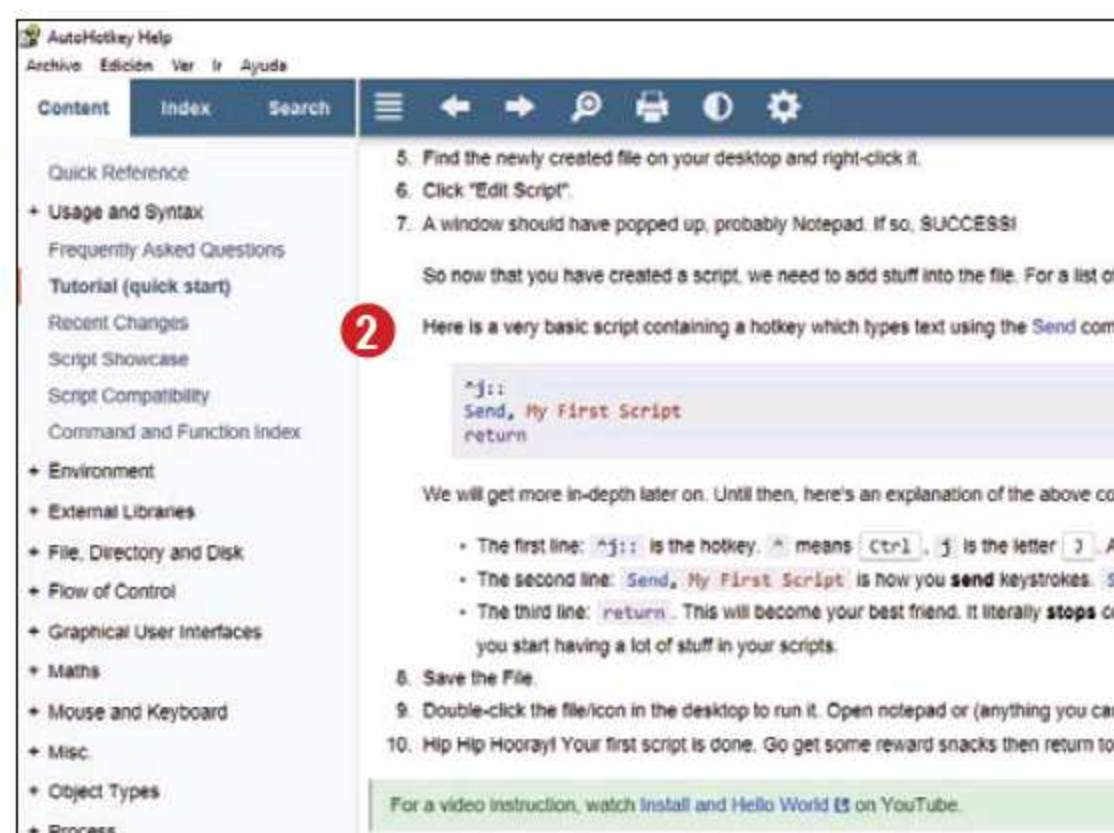 AutoHotkey Help
Archivo Edición Ver Ir Ayuda
Content Index Search
Quick Reference
+ Usage and Syntax
Frequently Asked Questions
Tutorial (quick start)
Recent Changes
Script Showcase
Script Compatibility
Command and Function Index
+ Environment
+ External Libraries
+ File, Directory and Disk
+ Flow of Control
+ Graphical User Interfaces
+ Maths
+ Mouse and Keyboard
+ Misc.
+ Object Types
+ Process
5. Find the newly created file on your desktop and right-click it.
6. Click "Edit Script".
7. A window should have popped up, probably Notepad. If so, SUCCESS!
So now that you have created a script, we need to add stuff into the file. For a list of
2
Here is a very basic script containing a hotkey which types text using the Send com
^j::
Send, My First Script
return
We will get more in-depth later on. Until then, here's an explanation of the above co
• The first line: ^j:: is the hotkey. ^ means Ctrl, j is the letter J. A
• The second line: Send, My First Script is how you send keystrokes. S
• The third line: return. This will become your best friend. It literally stops co
you start having a lot of stuff in your scripts.
8. Save the File.
9. Double-click the file/icon in the desktop to run it. Open notepad or (anything you ca
10. Hip Hip Hooray! Your first script is done. Go get some reward snacks then return to
For a video instruction, watch Install and Hello World on YouTube.